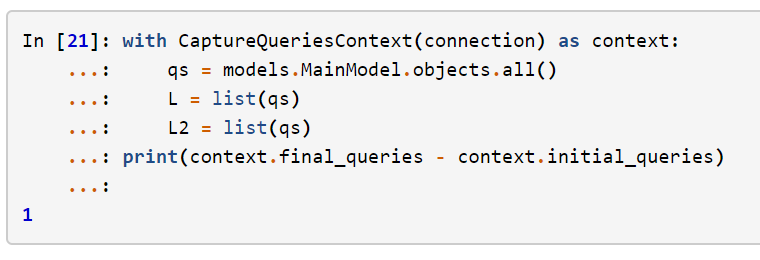 In [21]: with CaptureQueriesContext(connection) as context:
    ...:     qs = models.MainModel.objects.all()
    ...:     L = list(qs)
    ...:     L2 = list(qs)
    ...: print(context.final_queries - context.initial_queries)
    ...:
1